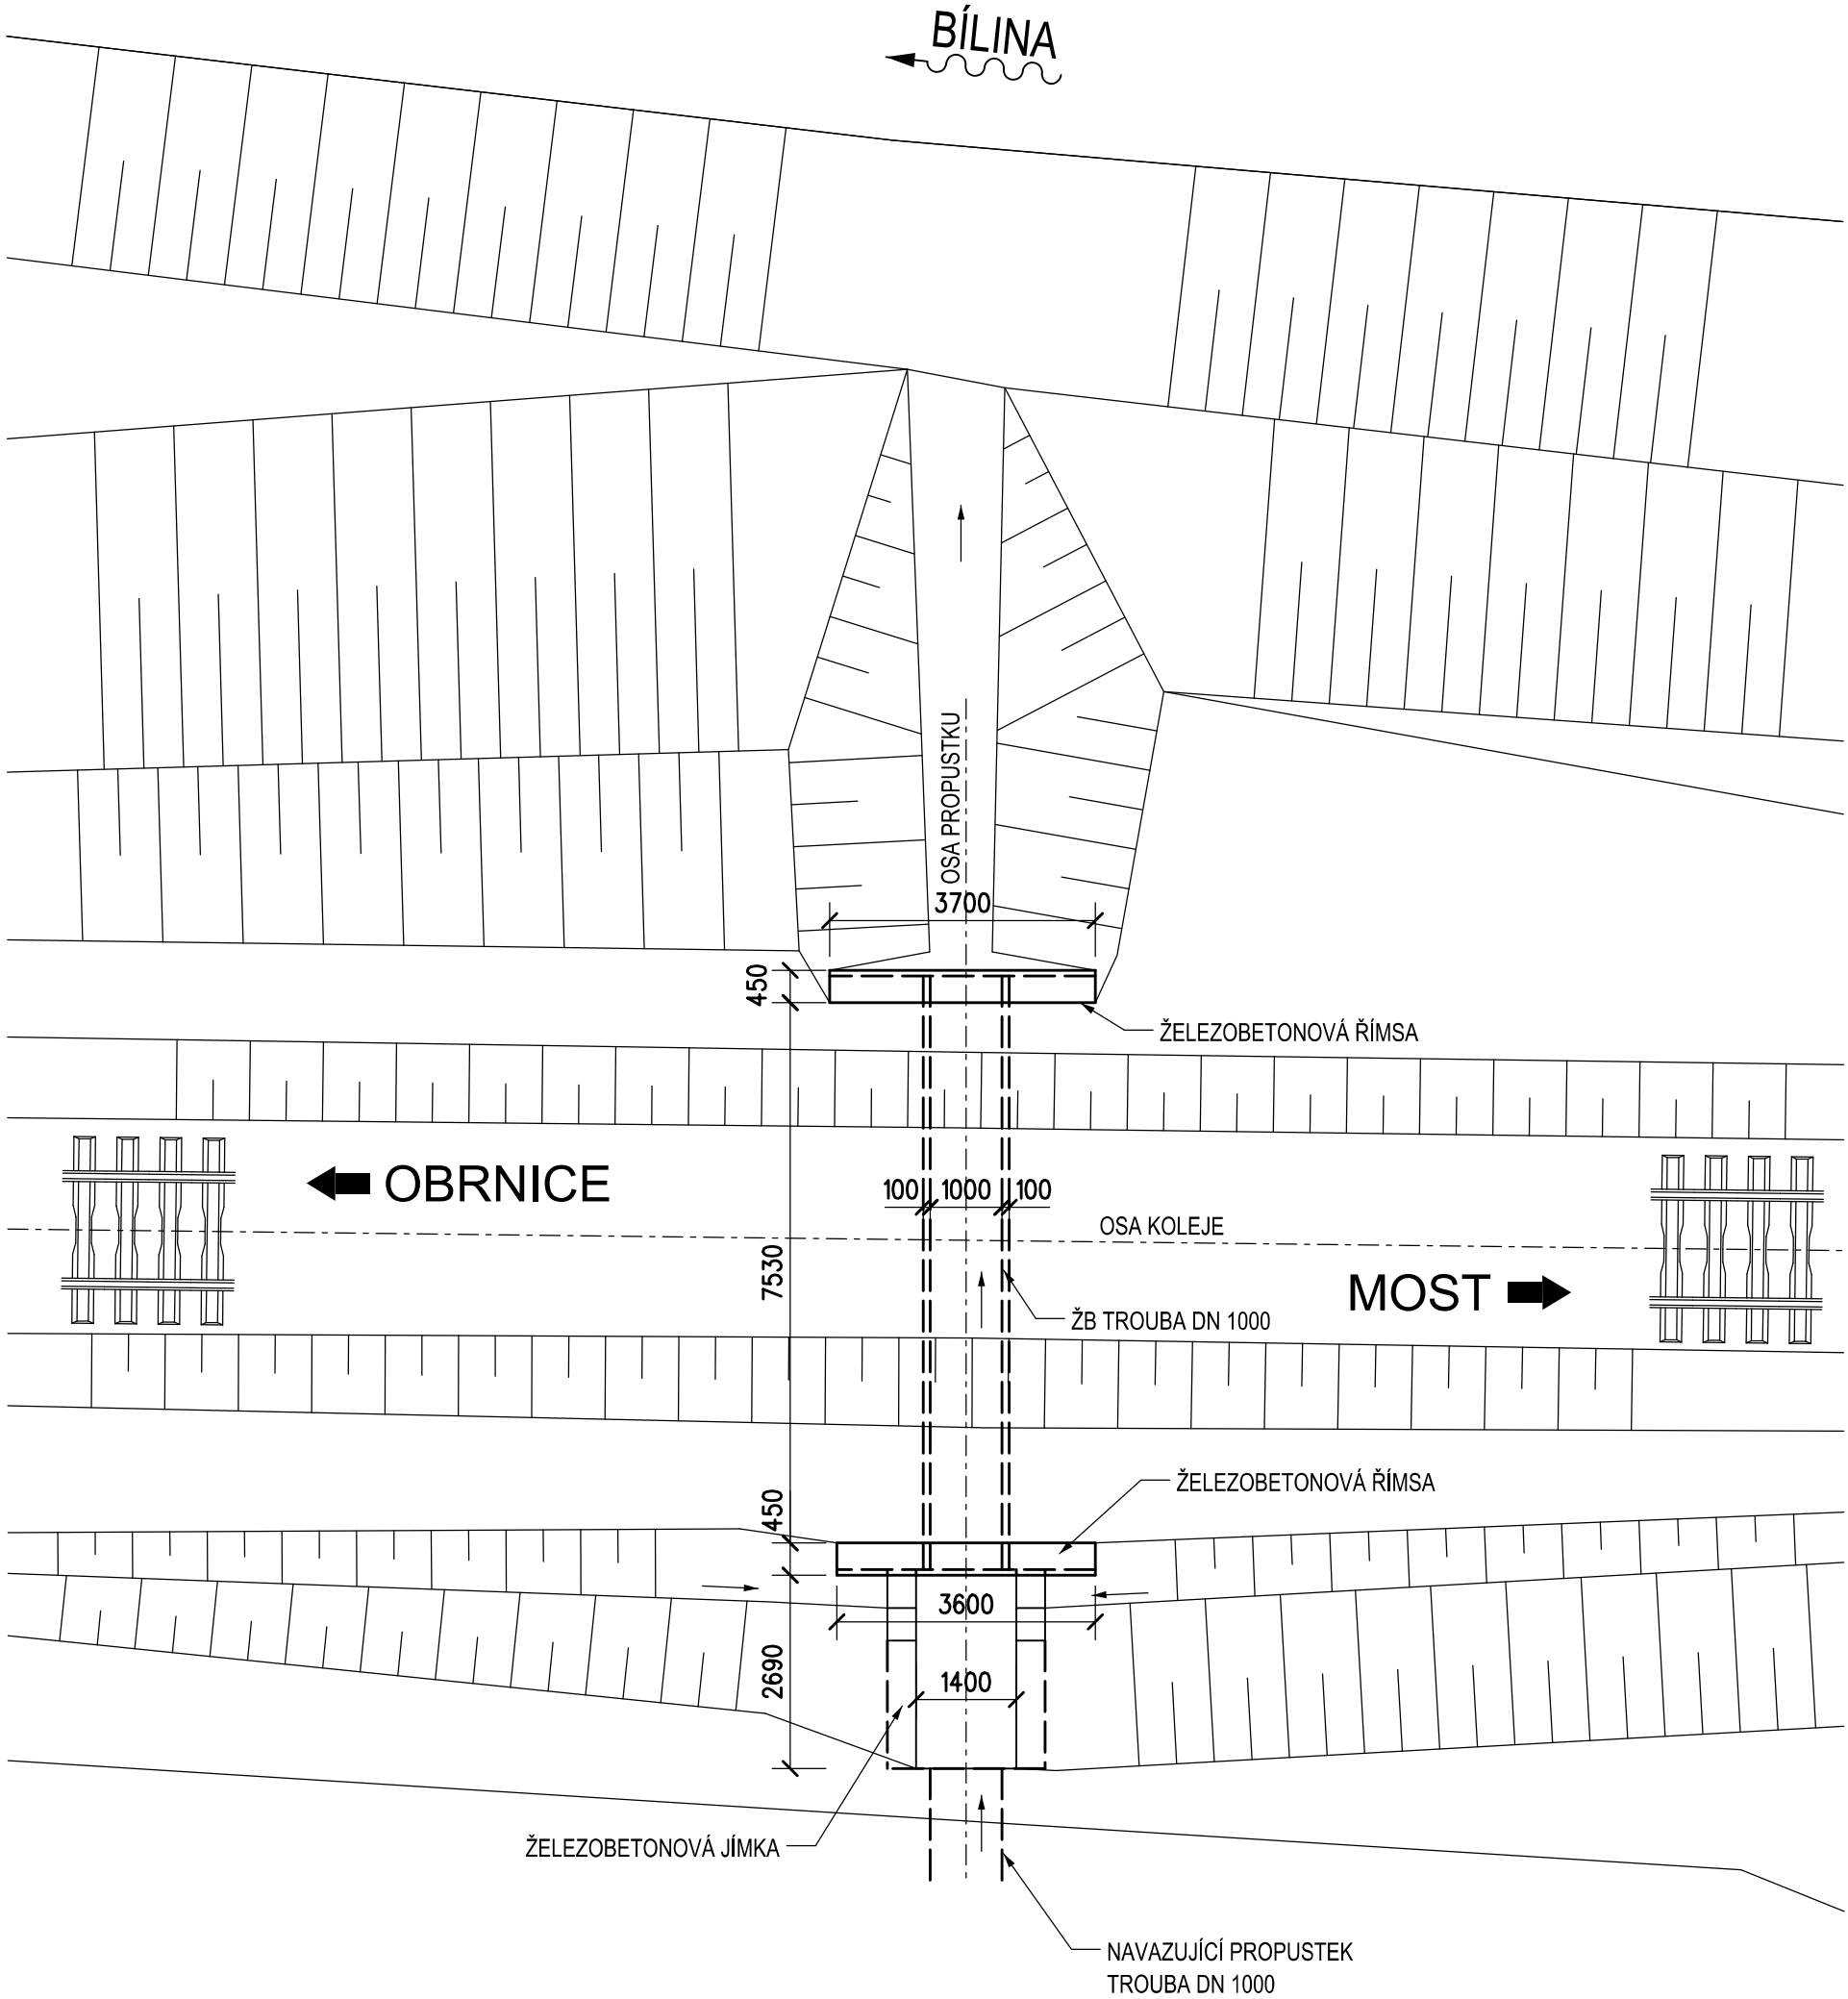 BÍLINA
OSA PROPUSTKU
3700
450
ŽELEZOBETONOVÁ ŘÍMSA
OBRNICE
100 1000 100
OSA KOLEJE
7530
MOST
ŽB TROUBA DN 1000
ŽELEZOBETONOVÁ ŘÍMSA
450
3600
2690
1400
ŽELEZOBETONOVÁ JÍMKA
NAVAZUJÍCÍ PROPUSTEK
TROUBA DN 1000